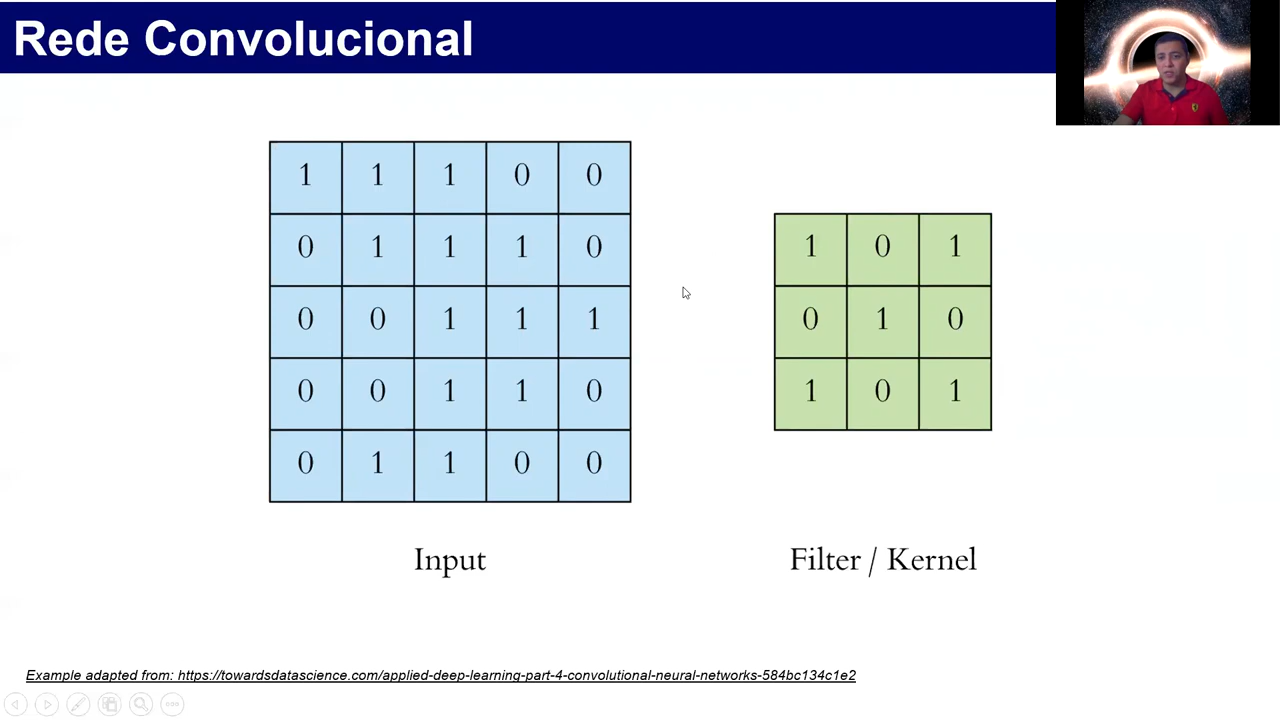 Rede Convolucional
1 1 1 0 0
0 1 1 1 0
0 0 1 1 1
0 0 1 1 0
0 1 1 0 0
Input
1 0 1
0 1 0
1 0 1
Filter / Kernel
Example adapted from: https://towardsdatascience.com/applied-deep-learning-part-4-convolutional-neural-networks-584bc134c1e2